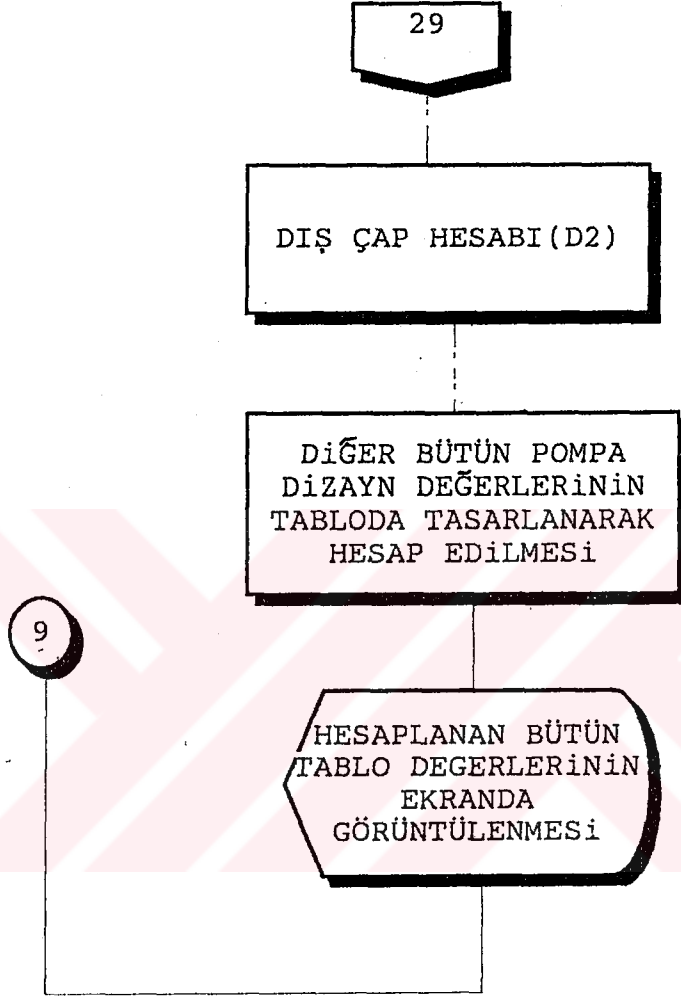 29
DIŞ ÇAP HESABI(D2)
DiĞER BÜTÜN POMPA
DiZAYN DEĞERLERiNiN
TABLODA TASARLANARAK
HESAP EDiLMESi
9
HESAPLANAN BÜTÜN
TABLO DEGERLERiNiN
EKRANDA
GÖRÜNTÜLENMESi